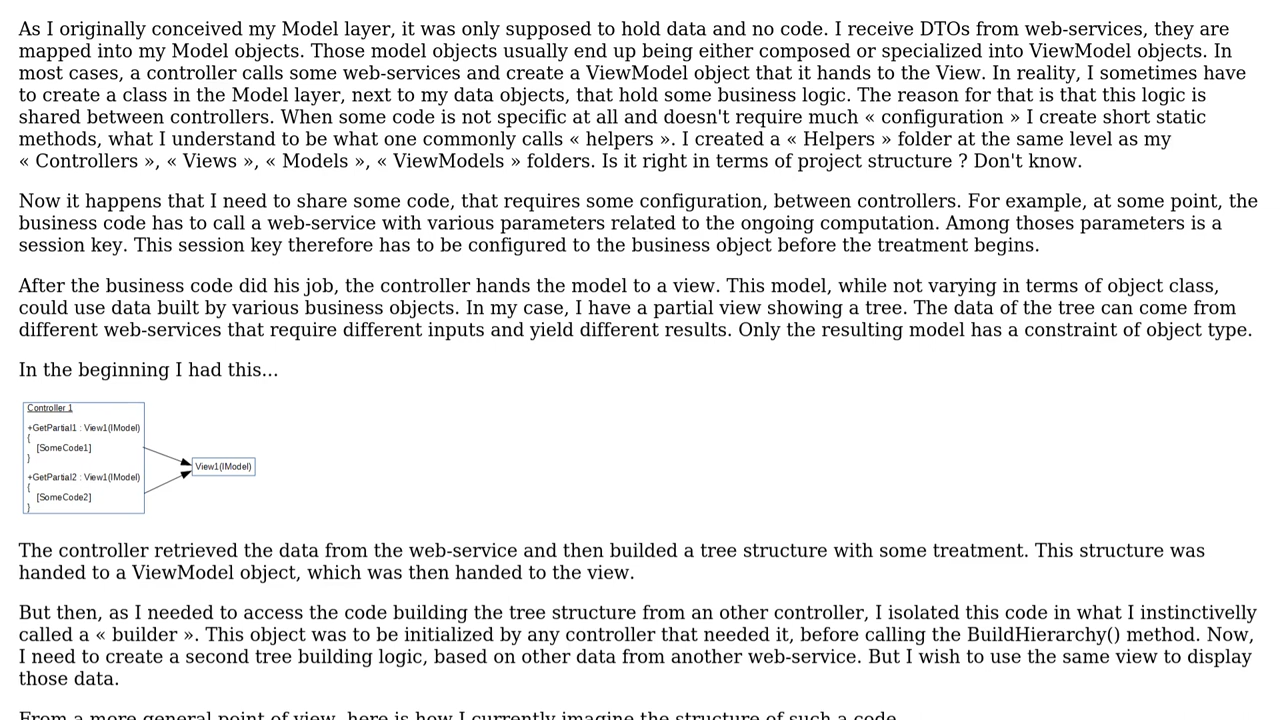 As I originally conceived my Model layer, it was only supposed to hold data and no code. I receive DTOs from web-services, they are
mapped into my Model objects. Those model objects usually end up being either composed or specialized into ViewModel objects. In
most cases, a controller calls some web-services and create a ViewModel object that it hands to the View. In reality, I sometimes have
to create a class in the Model layer, next to my data objects, that hold some business logic. The reason for that is that this logic is
shared between controllers. When some code is not specific at all and doesn't require much « configuration » I create short static
methods, what I understand to be what one commonly calls « helpers ». I created a « Helpers » folder at the same level as my
« Controllers », « Views », « Models », « ViewModels » folders. Is it right in terms of project structure ? Don't know.
Now it happens that I need to share some code, that requires some configuration, between controllers. For example, at some point, the
business code has to call a web-service with various parameters related to the ongoing computation. Among thoses parameters is a
session key. This session key therefore has to be configured to the business object before the treatment begins.
After the business code did his job, the controller hands the model to a view. This model, while not varying in terms of object class,
could use data built by various business objects. In my case, I have a partial view showing a tree. The data of the tree can come from
different web-services that require different inputs and yield different results. Only the resulting model has a constraint of object type.
In the beginning I had this...
Controller 1
+GetPartial1 : View1(IModel)
{
[SomeCode1]
}
+GetPartial2 : View1(IModel)
{
[SomeCode2]
}
View1(IModel)
The controller retrieved the data from the web-service and then builded a tree structure with some treatment. This structure was
handed to a ViewModel object, which was then handed to the view.
But then, as I needed to access the code building the tree structure from an other controller, I isolated this code in what I instinctivelly
called a « builder ». This object was to be initialized by any controller that needed it, before calling the BuildHierarchy() method. Now,
I need to create a second tree building logic, based on other data from another web-service. But I wish to use the same view to display
those data.
From a more general point of view, here is how I currently imagine the structure of such a code